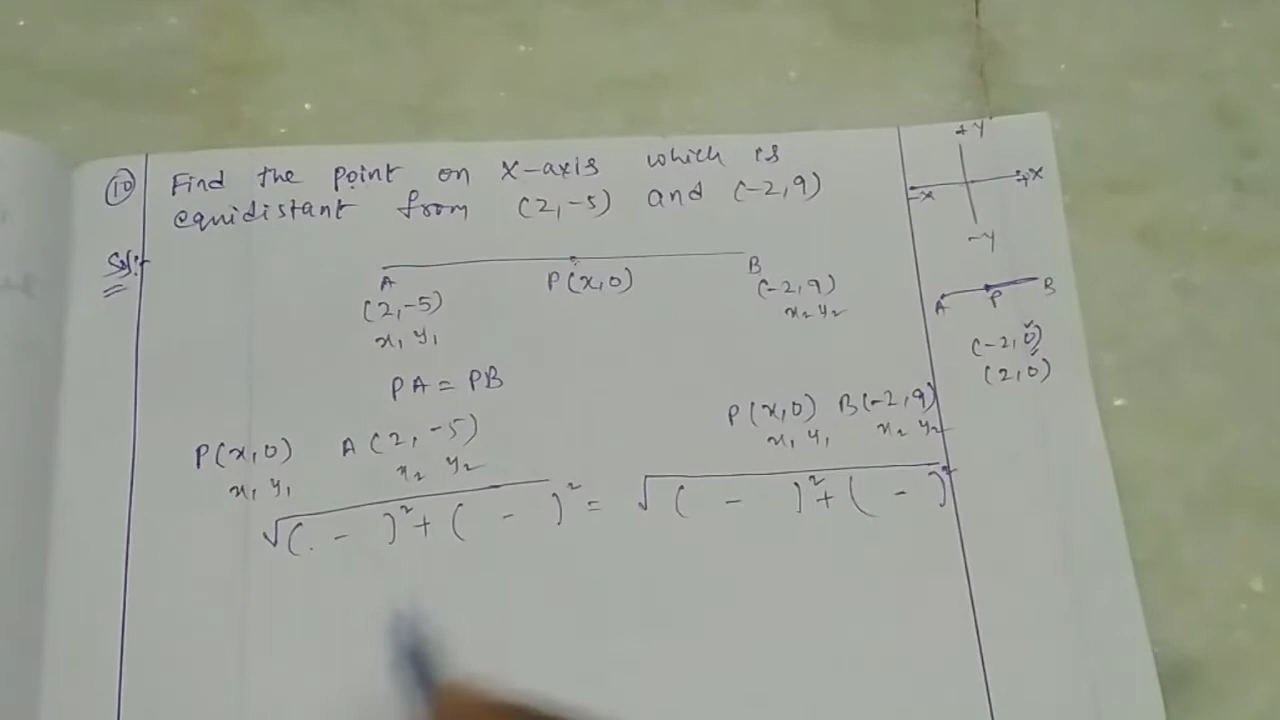 (10) Find the point on x-axis which is
equidistant from (2,-5) and (-2,9)
Sol:-
A P(x,0) B
(2,-5) (-2,9)
x₁ y₁ x₂ y₂
PA = PB
P(x,0) A(2,-5) P(x,0) B(-2,9)
x₁ y₁ x₂ y₂ x₁ y₁ x₂ y₂
√( - )²+( - )² = √( - )²+( - )²
+Y
-X +X
-Y
A P B
(-2,0)
(2,0)